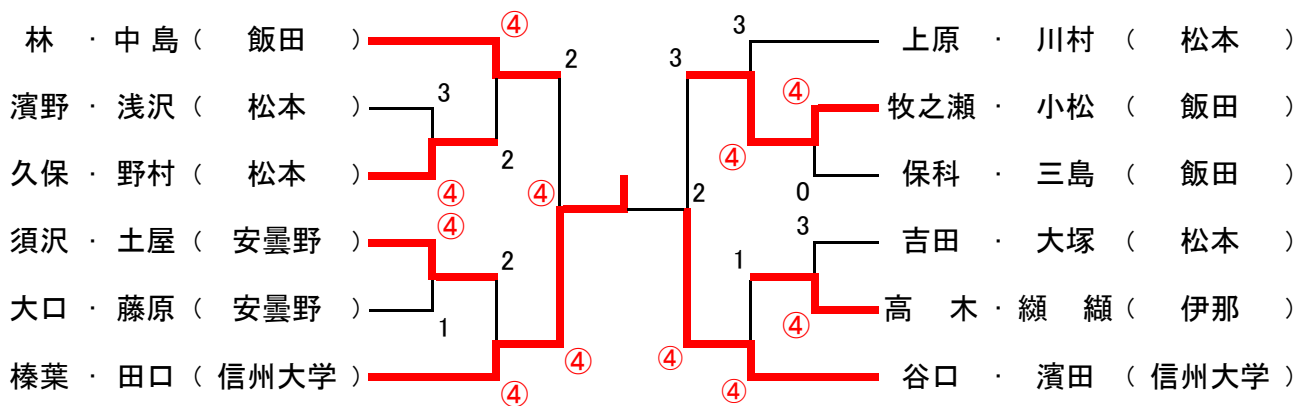 ④
3
林 ・ 中 島 ( 飯田 )
2
3
上原 ・ 川村 ( 松本 )
3
④
濱野 ・ 浅沢 ( 松本 )
牧之瀬 ・ 小松 ( 飯田 )
2
④
久保 ・ 野村 ( 松本 )
保科 ・ 三島 ( 飯田 )
④
④
2
0
④
3
須沢 ・ 土屋 ( 安曇野 )
2
1
吉田 ・ 大塚 ( 松本 )
大口 ・ 藤原 ( 安曇野 )
高 木 ・ 纐 纈 ( 伊那 )
1
④
④
④
榛葉 ・ 田口 ( 信州大学 )
谷口 ・ 濱田 ( 信州大学 )
④
④